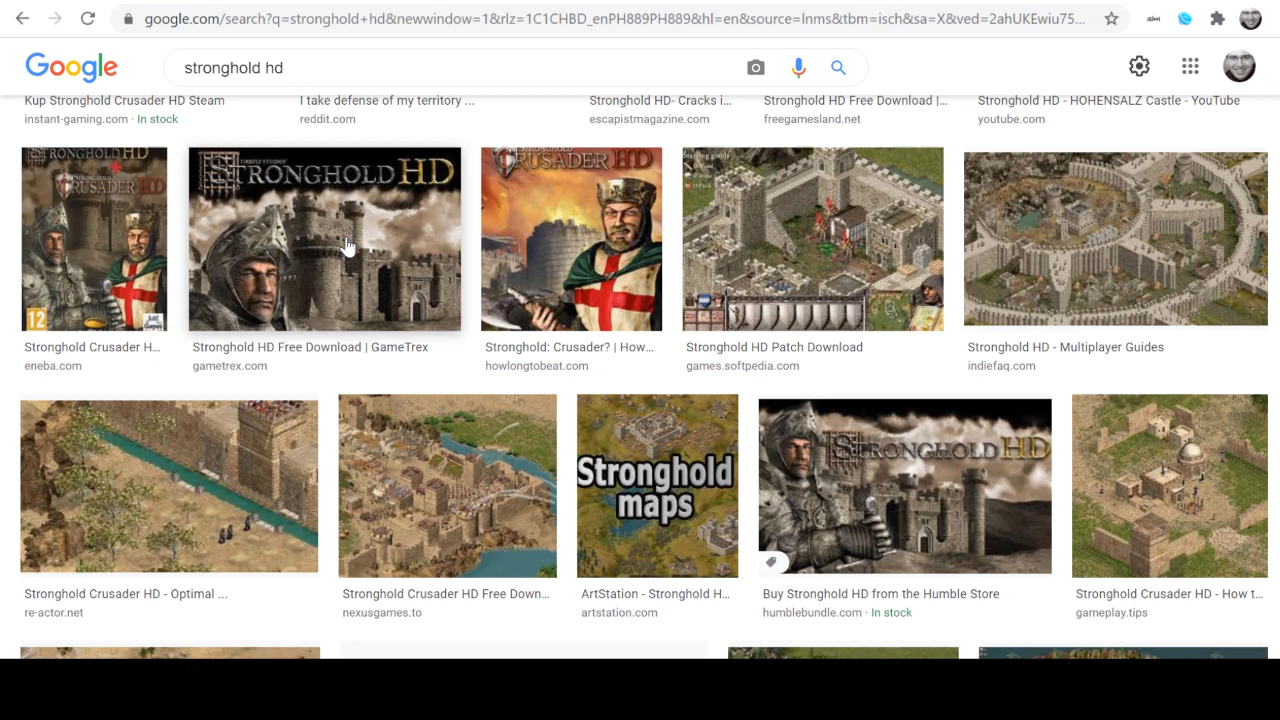 google.com/search?q=stronghold+hd&newwindow=1&rlz=1C1CHBD_enPH889PH889&hl=en&source=lnms&tbm=isch&sa=X&ved=2ahUKEwiu75...
Google
stronghold hd
Kup Stronghold Crusader HD Steam
instant-gaming.com · In stock
I take defense of my territory ...
reddit.com
Stronghold HD- Cracks i...
escapistmagazine.com
Stronghold HD Free Download |...
freegamesland.net
Stronghold HD - HOHENSALZ Castle - YouTube
youtube.com
STRONGHOLD HD
CRUSADER HD
12
FIREFLY STUDIOS'
STRONGHOLD HD
CRUSADER HD
Stronghold Crusader H...
eneba.com
Stronghold HD Free Download | GameTrex
gametrex.com
Stronghold: Crusader? | How...
howlongtobeat.com
Stronghold HD Patch Download
games.softpedia.com
Stronghold HD - Multiplayer Guides
indiefaq.com
Stronghold
maps
STRONGHOLD HD
Stronghold Crusader HD - Optimal ...
re-actor.net
Stronghold Crusader HD Free Down...
nexusgames.to
ArtStation - Stronghold H...
artstation.com
Buy Stronghold HD from the Humble Store
humblebundle.com · In stock
Stronghold Crusader HD - How t...
gameplay.tips